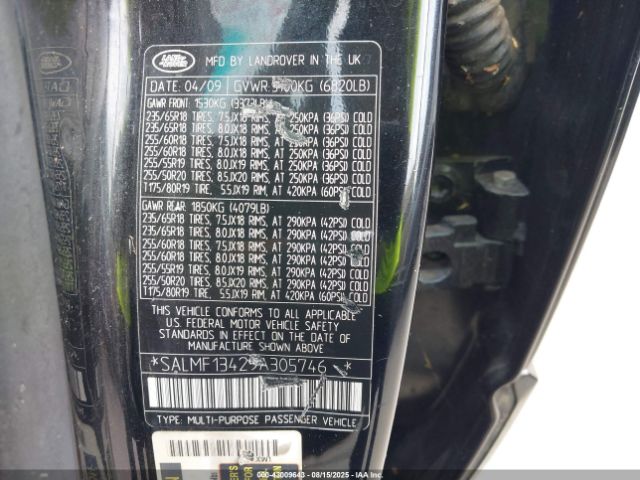 LAND ROVER
MFD BY LANDROVER IN THE UK
DATE: 04/09 GVWR: 3100KG (6820LB)
GAWR FRONT: 1530KG (3373LB)
235/65R18 TIRES, 7.5JX18 RIMS, AT 250KPA (36PSI) COLD
235/65R18 TIRES, 8.0JX18 RIMS, AT 250KPA (36PSI) COLD
255/60R18 TIRES, 7.5JX18 RIMS, AT 250KPA (36PSI) COLD
255/60R18 TIRES, 8.0JX18 RIMS, AT 250KPA (36PSI) COLD
255/55R19 TIRES, 8.0JX19 RIMS, AT 250KPA (36PSI) COLD
255/50R20 TIRES, 8.5JX20 RIMS, AT 250KPA (36PSI) COLD
T175/80R19 TIRE, 5.5JX19 RIM, AT 420KPA (60PSI) COLD
GAWR REAR: 1850KG (4079LB)
235/65R18 TIRES, 7.5JX18 RIMS, AT 290KPA (42PSI) COLD
235/65R18 TIRES, 8.0JX18 RIMS, AT 290KPA (42PSI) COLD
255/60R18 TIRES, 7.5JX18 RIMS, AT 290KPA (42PSI) COLD
255/60R18 TIRES, 8.0JX18 RIMS, AT 290KPA (42PSI) COLD
255/55R19 TIRES, 8.0JX19 RIMS, AT 290KPA (42PSI) COLD
255/50R20 TIRES, 8.5JX20 RIMS, AT 290KPA (42PSI) COLD
T175/80R19 TIRE, 5.5JX19 RIM, AT 420KPA (60PSI) COLD
THIS VEHICLE CONFORMS TO ALL APPLICABLE
U.S. FEDERAL MOTOR VEHICLE SAFETY
STANDARDS IN EFFECT ON THE DATE OF
MANUFACTURE SHOWN ABOVE.
*SALMF13429A305746*
TYPE: MULTI-PURPOSE PASSENGER VEHICLE
000-43009643 - 08/15/2025 - IAAI.COM